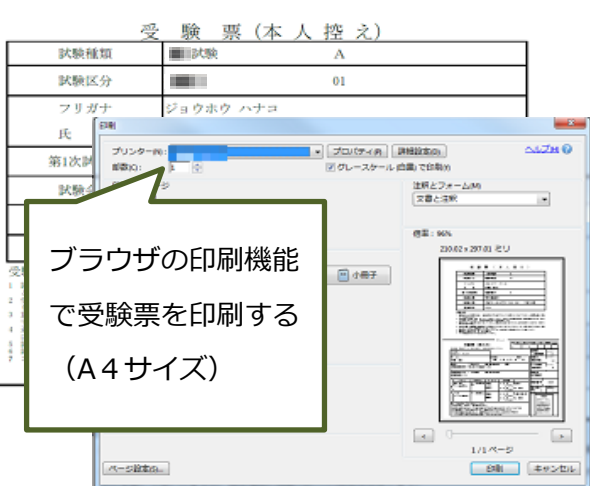 受 験 票（本 人 控 え）
試験種類 試験 A
試験区分 01
フリガナ ジョウホウ ハナコ
氏
第1次試
試験
印刷
プリンター(N):
プロパティ(P) 詳細設定(D) ヘルプ(H)
部数(C): 1 グレースケール（白黒）で印刷(Y)
ページ
注釈とフォーム(M)
文書と注釈
倍率：96%
210.02 x 297.01 ミリ
小冊子
ブラウザの印刷機能
で受験票を印刷する
（A４サイズ）
< >
1/1 ページ
ページ設定(S)... 印刷 キャンセル